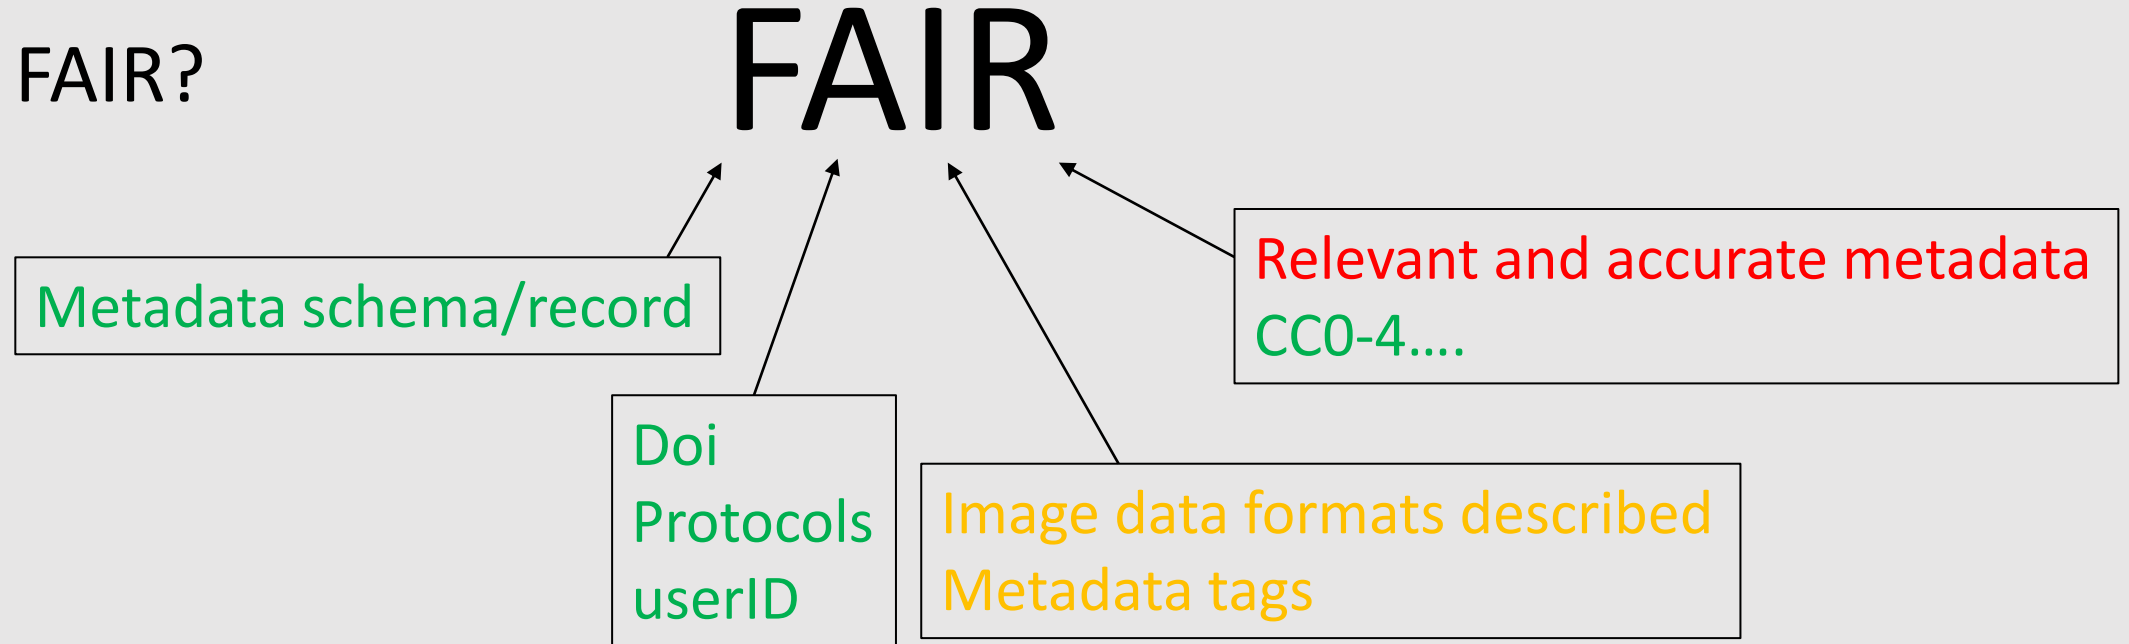 FAIR?
FAIR
Metadata schema/record
Relevant and accurate metadata
CC0-4....
Doi
Protocols
userID
Image data formats described
Metadata tags